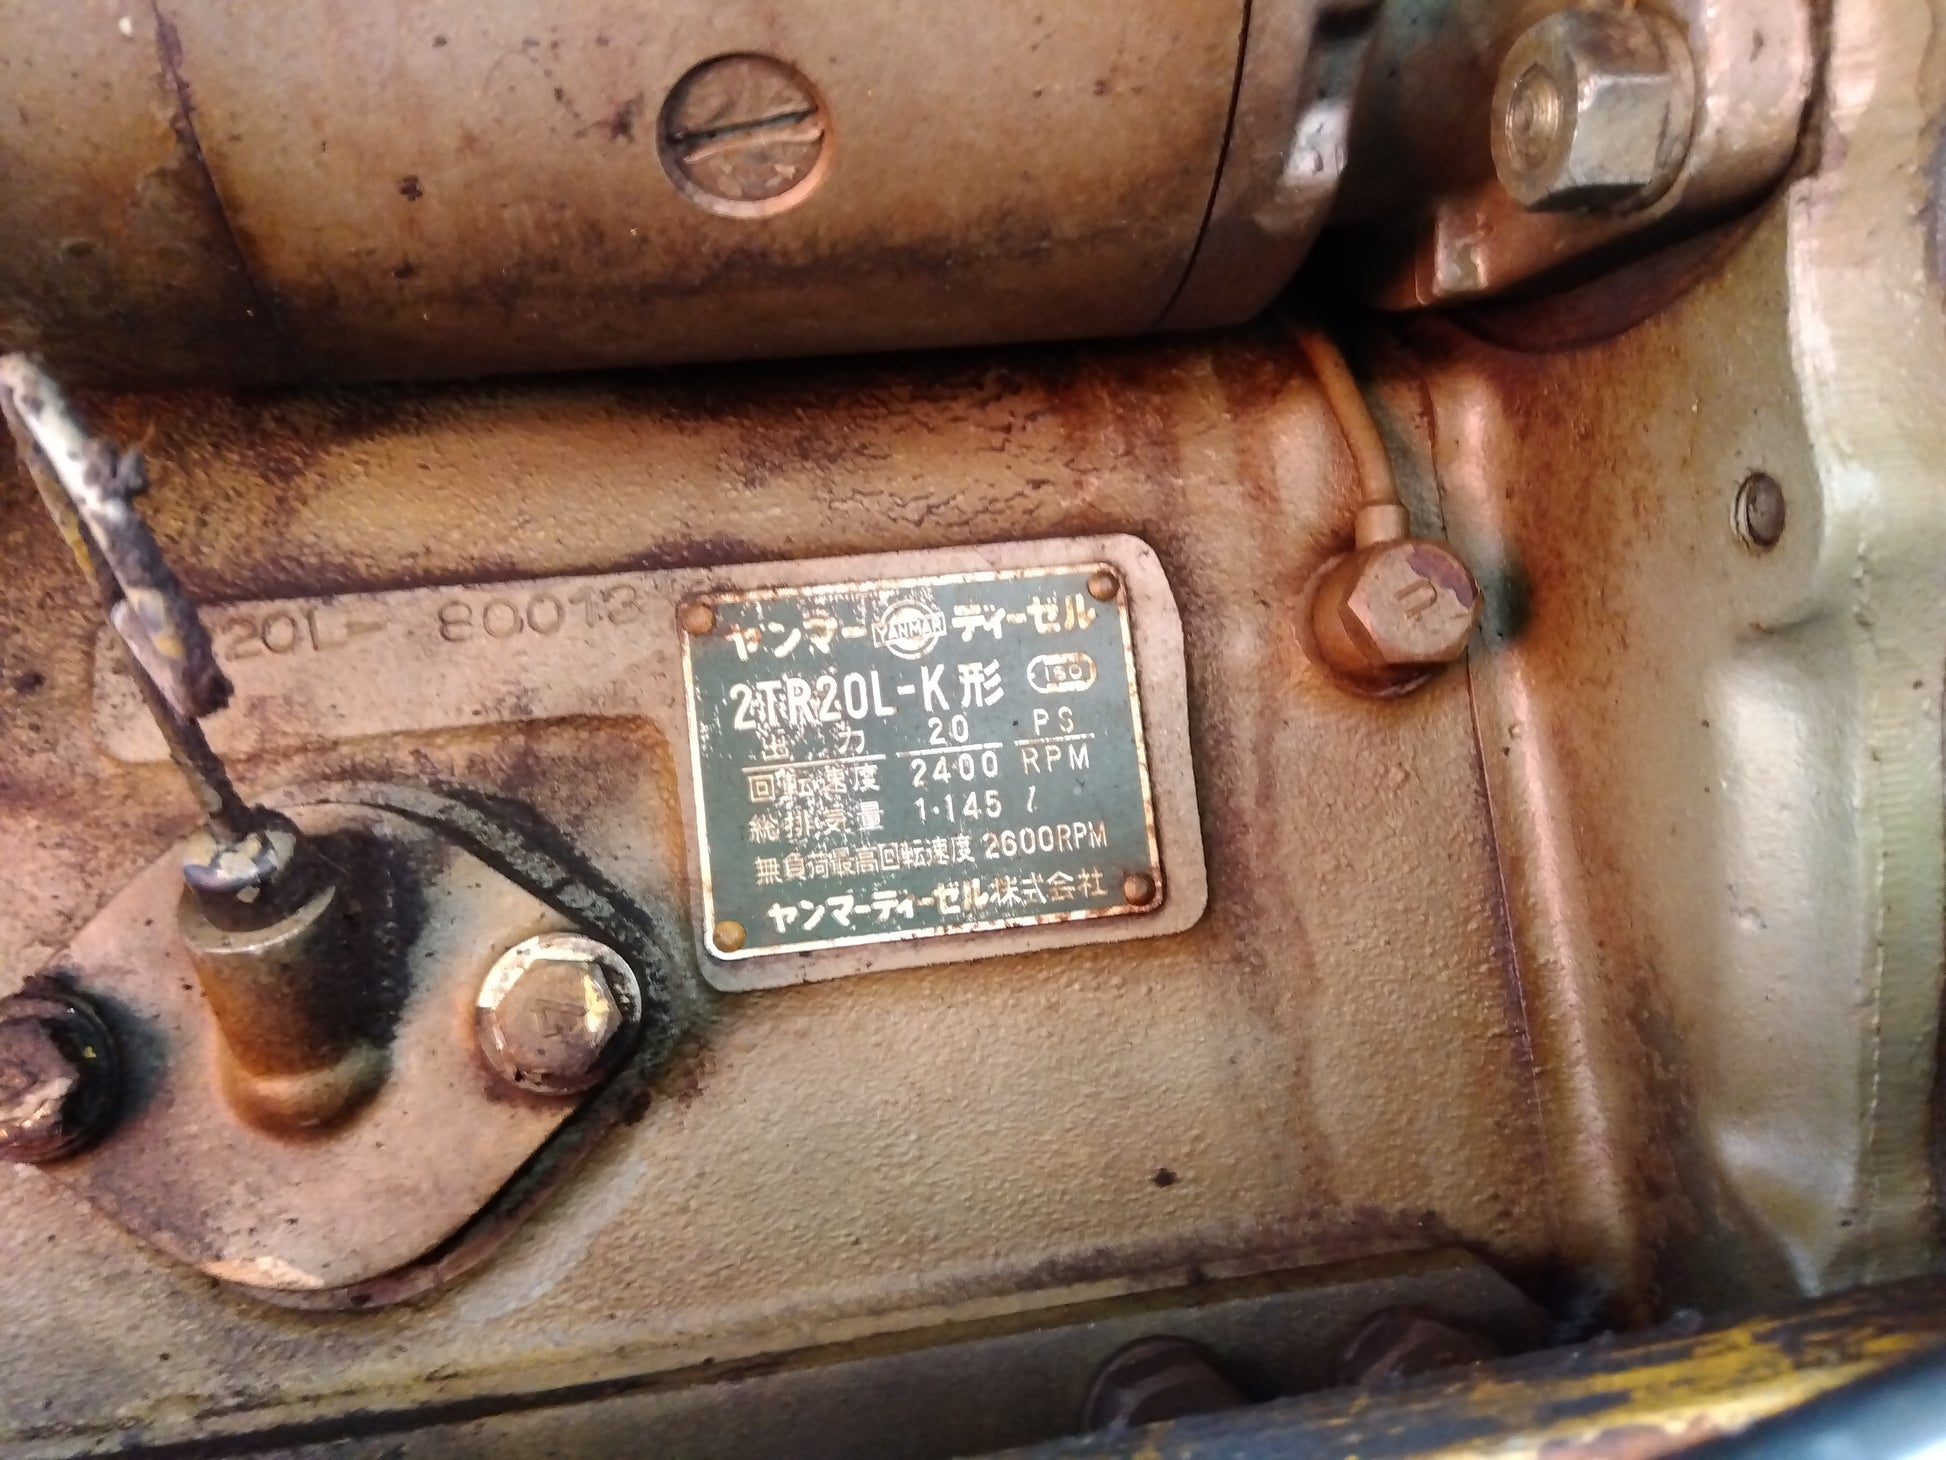 20L- 80013
ヤンマー YANMAR ディーゼル
2TR20L-K形 ISO
出力 20 PS
回転速度 2400 RPM
総排気量 1・145 l
無負荷最高回転速度 2600RPM
ヤンマーディーゼル株式会社